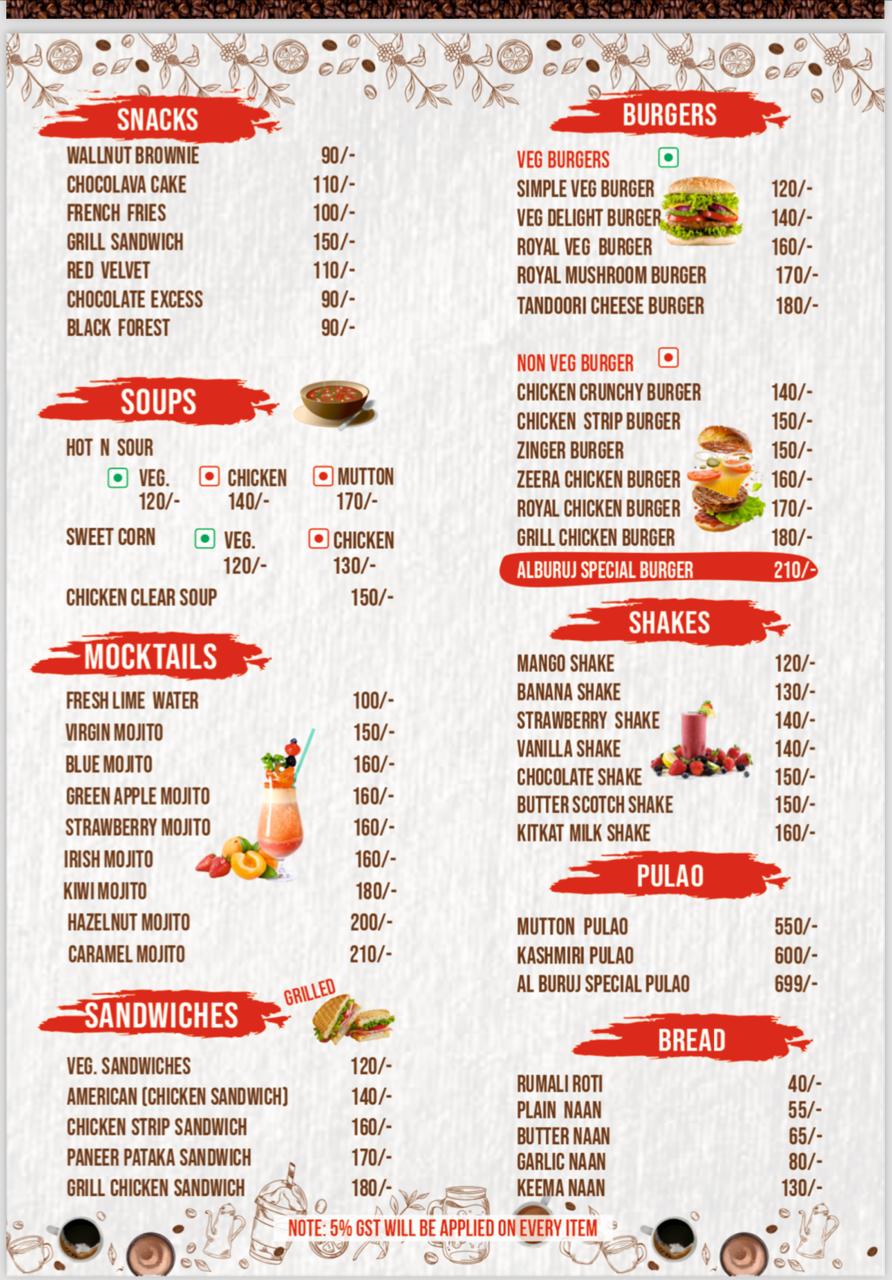 SNACKS
WALLNUT BROWNIE 90/-
CHOCOLAVA CAKE 110/-
FRENCH FRIES 100/-
GRILL SANDWICH 150/-
RED VELVET 110/-
CHOCOLATE EXCESS 90/-
BLACK FOREST 90/-
SOUPS
HOT N SOUR
VEG. CHICKEN MUTTON
120/- 140/- 170/-
SWEET CORN VEG. CHICKEN
120/- 130/-
CHICKEN CLEAR SOUP 150/-
MOCKTAILS
FRESH LIME WATER 100/-
VIRGIN MOJITO 150/-
BLUE MOJITO 160/-
GREEN APPLE MOJITO 160/-
STRAWBERRY MOJITO 160/-
IRISH MOJITO 160/-
KIWI MOJITO 180/-
HAZELNUT MOJITO 200/-
CARAMEL MOJITO 210/-
SANDWICHES GRILLED
VEG. SANDWICHES 120/-
AMERICAN (CHICKEN SANDWICH) 140/-
CHICKEN STRIP SANDWICH 160/-
PANEER PATAKA SANDWICH 170/-
GRILL CHICKEN SANDWICH 180/-
BURGERS
VEG BURGERS
SIMPLE VEG BURGER 120/-
VEG DELIGHT BURGER 140/-
ROYAL VEG BURGER 160/-
ROYAL MUSHROOM BURGER 170/-
TANDOORI CHEESE BURGER 180/-
NON VEG BURGER
CHICKEN CRUNCHY BURGER 140/-
CHICKEN STRIP BURGER 150/-
ZINGER BURGER 150/-
ZEERA CHICKEN BURGER 160/-
ROYAL CHICKEN BURGER 170/-
GRILL CHICKEN BURGER 180/-
ALBURUJ SPECIAL BURGER 210/-
SHAKES
MANGO SHAKE 120/-
BANANA SHAKE 130/-
STRAWBERRY SHAKE 140/-
VANILLA SHAKE 140/-
CHOCOLATE SHAKE 150/-
BUTTER SCOTCH SHAKE 150/-
KITKAT MILK SHAKE 160/-
PULAO
MUTTON PULAO 550/-
KASHMIRI PULAO 600/-
AL BURUJ SPECIAL PULAO 699/-
BREAD
RUMALI ROTI 40/-
PLAIN NAAN 55/-
BUTTER NAAN 65/-
GARLIC NAAN 80/-
KEEMA NAAN 130/-
NOTE: 5% GST WILL BE APPLIED ON EVERY ITEM